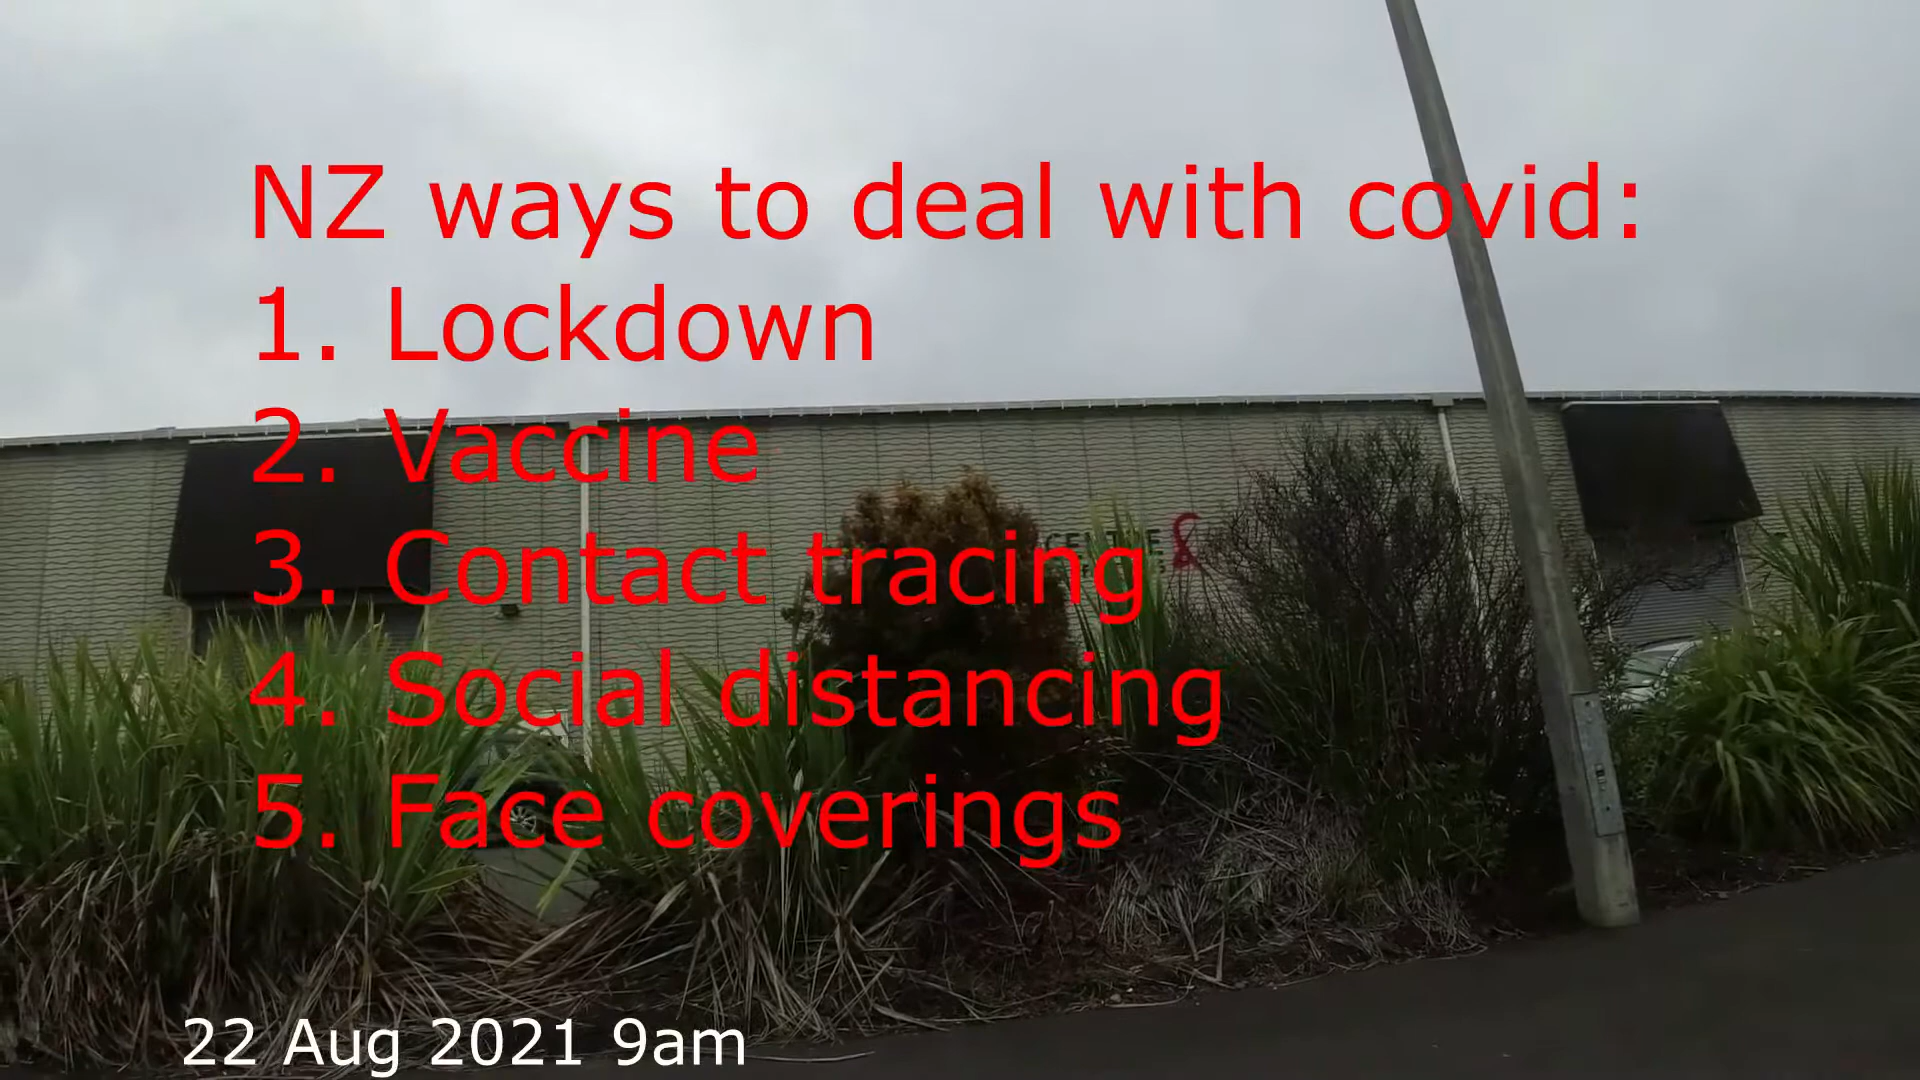 NZ ways to deal with covid:
1. Lockdown
2. Vaccine
3. Contact tracing
4. Social distancing
5. Face coverings
CENTRE
22 Aug 2021 9am